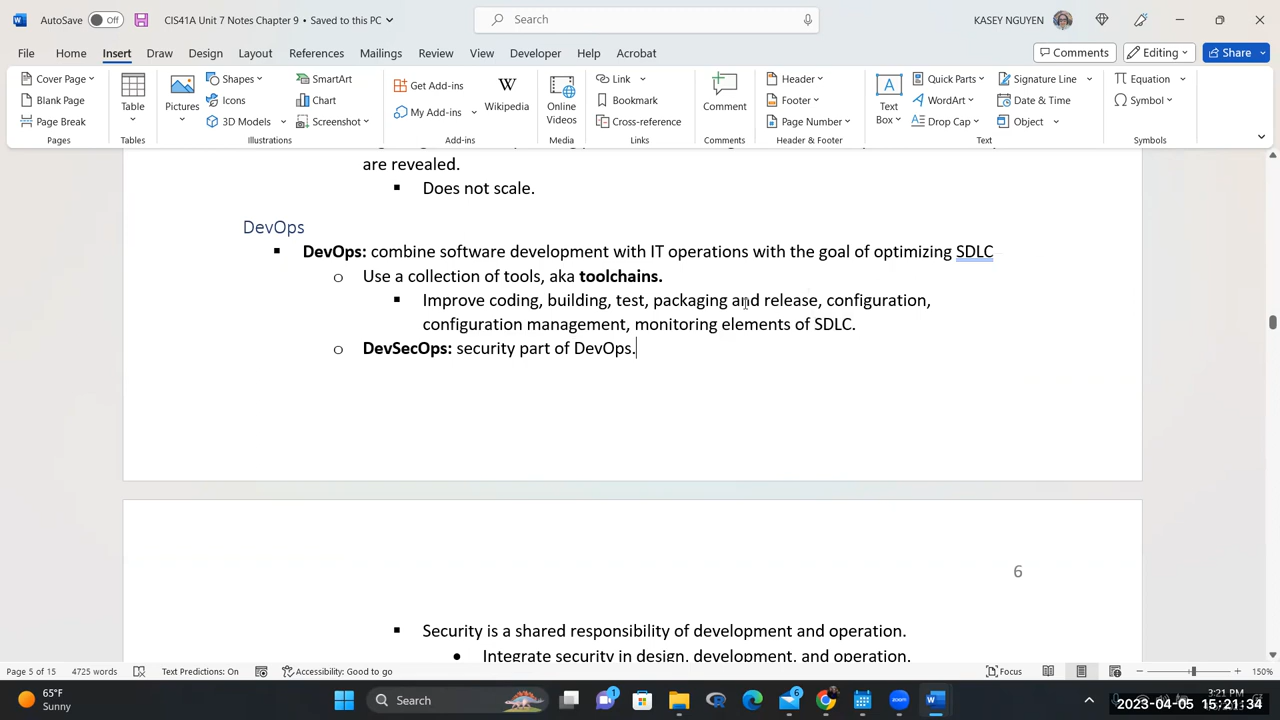 AutoSave Off CIS41A Unit 7 Notes Chapter 9 • Saved to this PC Search KASEY NGUYEN
File Home Insert Draw Design Layout References Mailings Review View Developer Help Acrobat Comments Editing Share
Cover Page Blank Page Page Break Pages
Table Tables
Pictures Shapes Icons 3D Models SmartArt Chart Screenshot Illustrations
Get Add-ins My Add-ins Wikipedia Add-ins
Online Videos Media
Link Bookmark Cross-reference Links
Comment Comments
Header Footer Page Number Header & Footer
Text Box Quick Parts WordArt Drop Cap Signature Line Date & Time Object Text
Equation Symbol Symbols
are revealed.
Does not scale.
DevOps
DevOps: combine software development with IT operations with the goal of optimizing SDLC
o Use a collection of tools, aka toolchains.
Improve coding, building, test, packaging and release, configuration,
configuration management, monitoring elements of SDLC.
o DevSecOps: security part of DevOps.
6
Security is a shared responsibility of development and operation.
Integrate security in design, development, and operation.
Page 5 of 15 4725 words Text Predictions: On Accessibility: Good to go Focus 150%
65°F
Sunny
Search
1
6
zoom
3:21 PM
2023-04-05 15:21:34